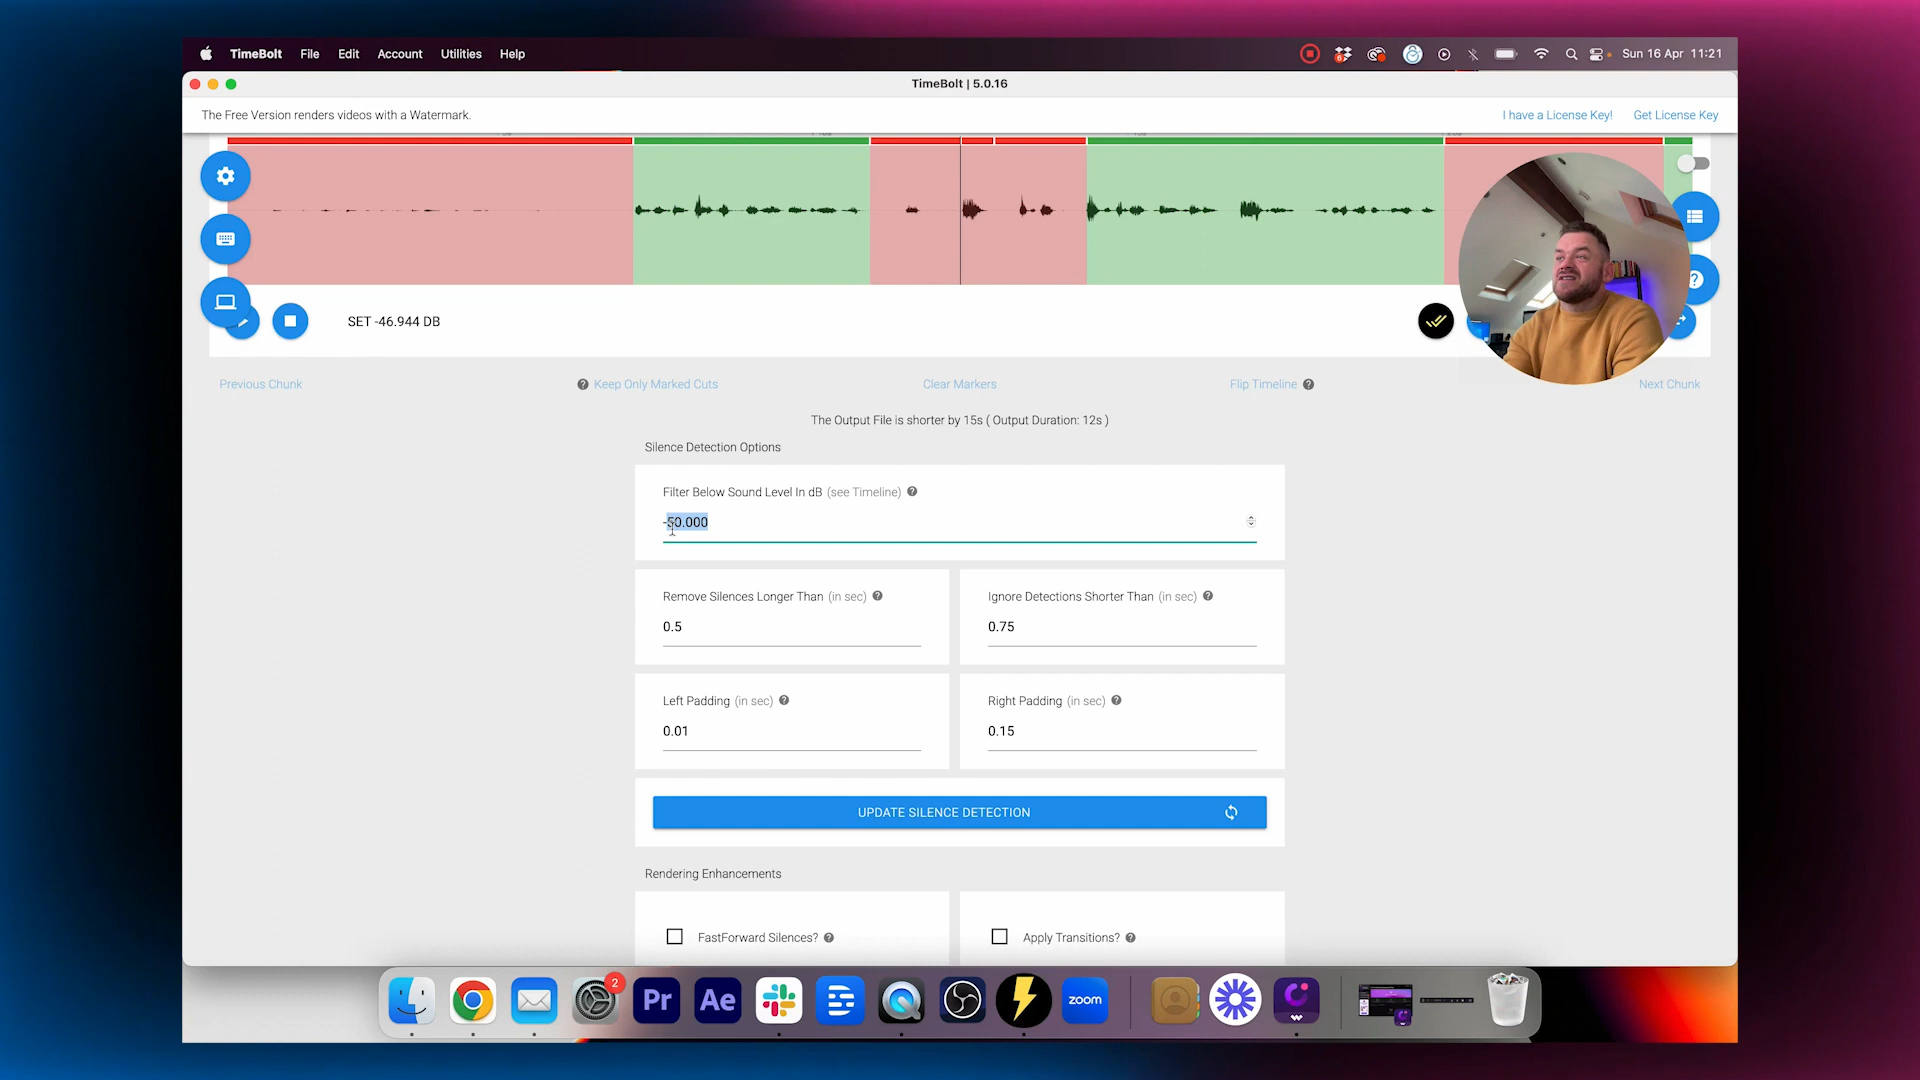 TimeBolt File Edit Account Utilities Help
6
Sun 16 Apr 11:21
TimeBolt | 5.0.16
The Free Version renders videos with a Watermark.
I have a License Key! Get License Key
SET -46.944 DB
Previous Chunk
Keep Only Marked Cuts
Clear Markers
Flip Timeline
Next Chunk
The Output File is shorter by 15s ( Output Duration: 12s )
Silence Detection Options
Filter Below Sound Level In dB (see Timeline)
-50.000
Remove Silences Longer Than (in sec)
0.5
Ignore Detections Shorter Than (in sec)
0.75
Left Padding (in sec)
0.01
Right Padding (in sec)
0.15
UPDATE SILENCE DETECTION
Rendering Enhancements
FastForward Silences?
Apply Transitions?
2
Pr
Ae
zoom